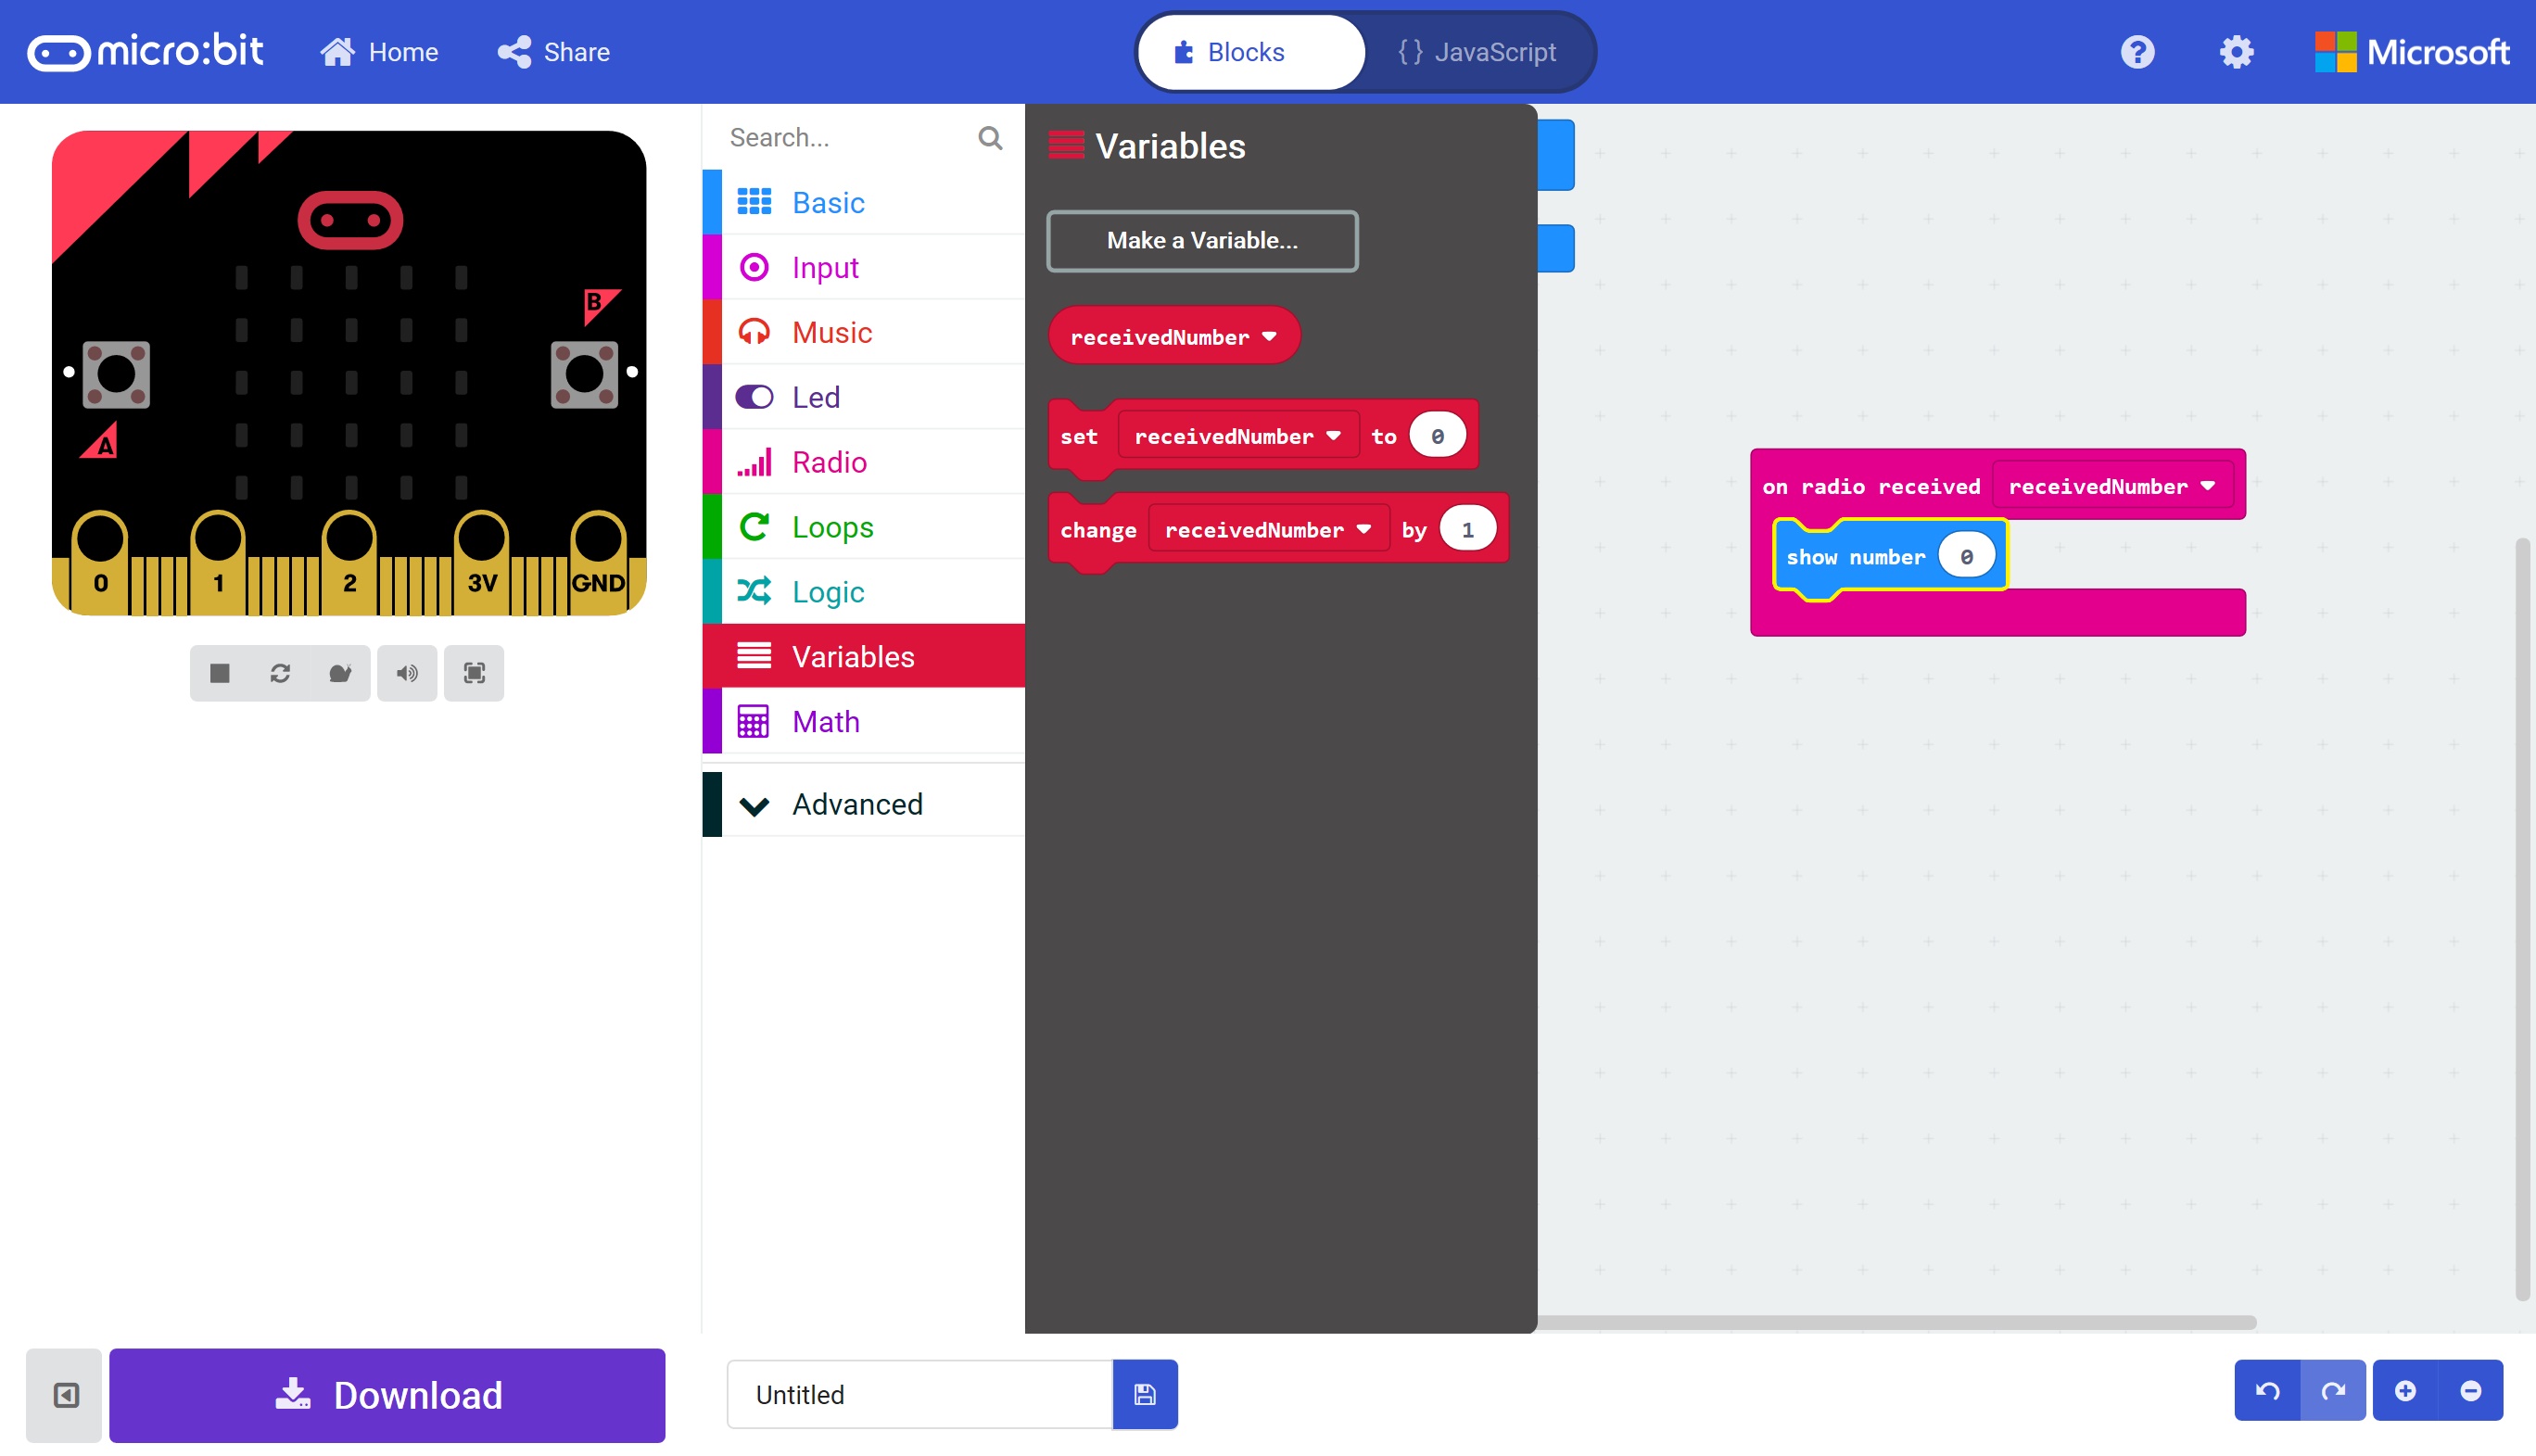 micro:bit Home Share Blocks {} JavaScript ? Microsoft
Search...
Basic
Input
Music
Led
Radio
Loops
Logic
Variables
Math
Advanced
Variables
Make a Variable...
receivedNumber
set receivedNumber to 0
change receivedNumber by 1
on radio received receivedNumber
show number 0
B
A
0 1 2 3V GND
Download
Untitled